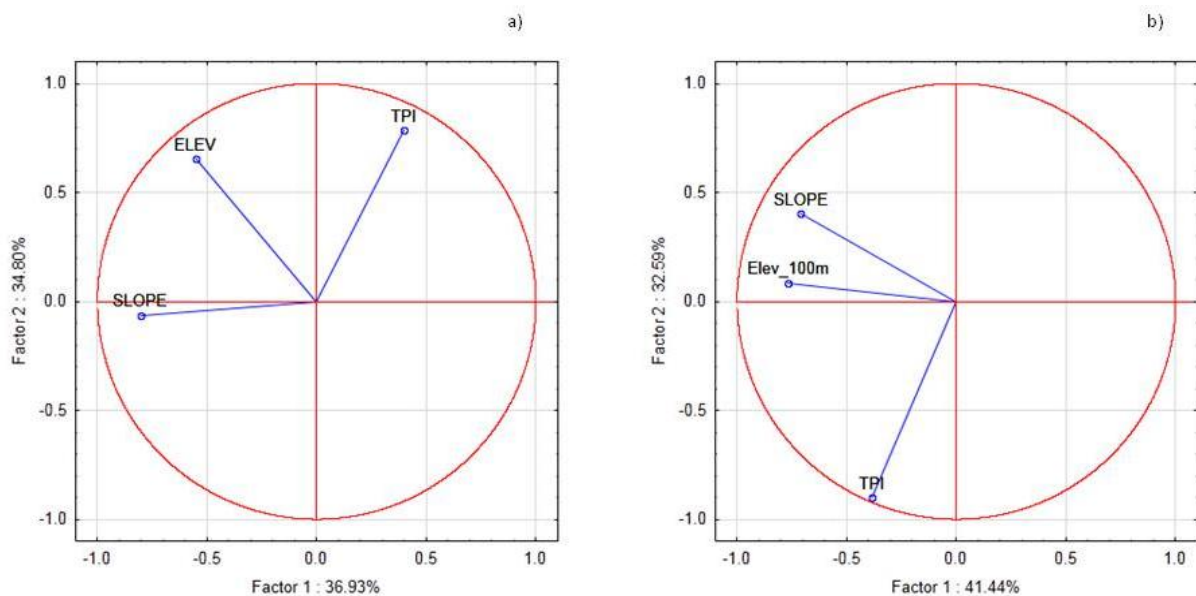 a)
1.0
0.5
0.0
-0.5
-1.0
-1.0
-0.5
0.0
0.5
1.0
Factor 2 : 34.80%
Factor 1 : 36.93%
TPI
ELEV
SLOPE
b)
1.0
0.5
0.0
-0.5
-1.0
-1.0
-0.5
0.0
0.5
1.0
Factor 2 : 32.59%
Factor 1 : 41.44%
SLOPE
Elev_100m
TPI